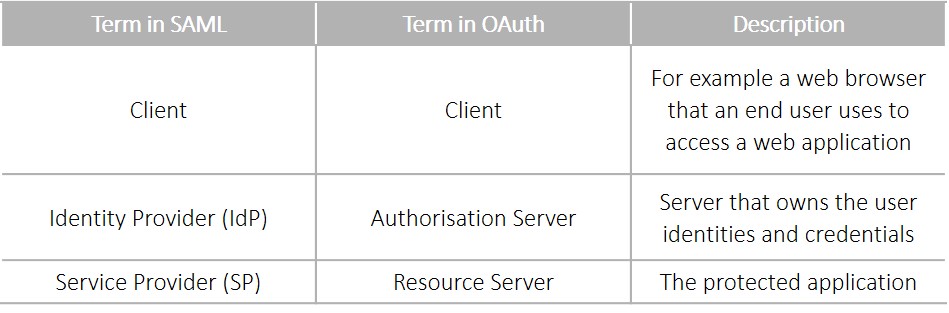 Term in SAML
Term in OAuth
Description
Client
Client
For example a web browser
that an end user uses to
access a web application
Identity Provider (IdP)
Authorisation Server
Server that owns the user
identities and credentials
Service Provider (SP)
Resource Server
The protected application